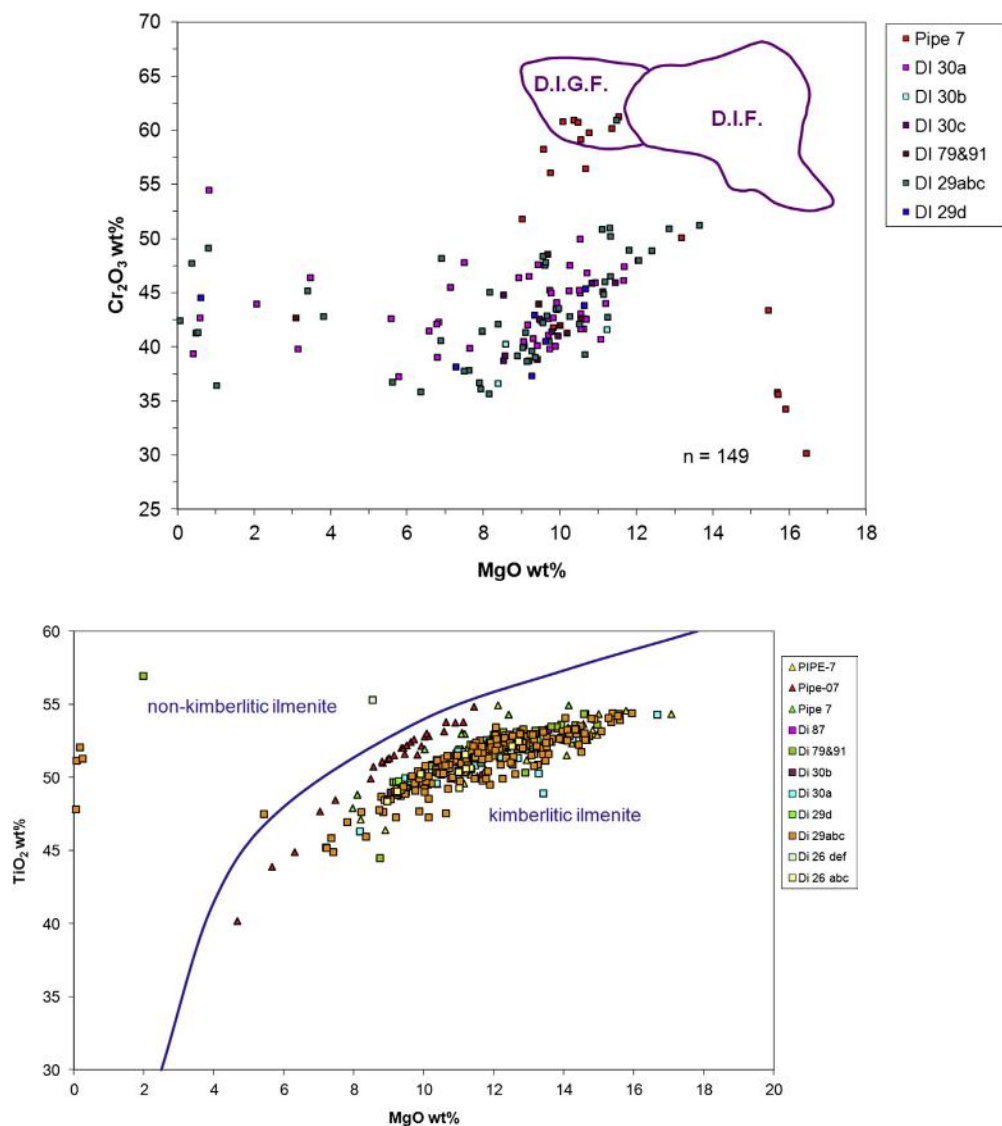 70
65
60
55
50
45
40
35
30
25
Cr₂O₃ wt%
D.I.G.F.
D.I.F.
n = 149
0 2 4 6 8 10 12 14 16 18
MgO wt%
Pipe 7
DI 30a
DI 30b
DI 30c
DI 79&91
DI 29abc
DI 29d
60
55
50
45
40
35
30
TiO₂ wt%
non-kimberlitic ilmenite
kimberlitic ilmenite
0 2 4 6 8 10 12 14 16 18 20
MgO wt%
PIPE-7
Pipe-07
Pipe 7
Di 87
Di 79&91
Di 30b
Di 30a
Di 29d
Di 29abc
Di 26 def
Di 26 abc